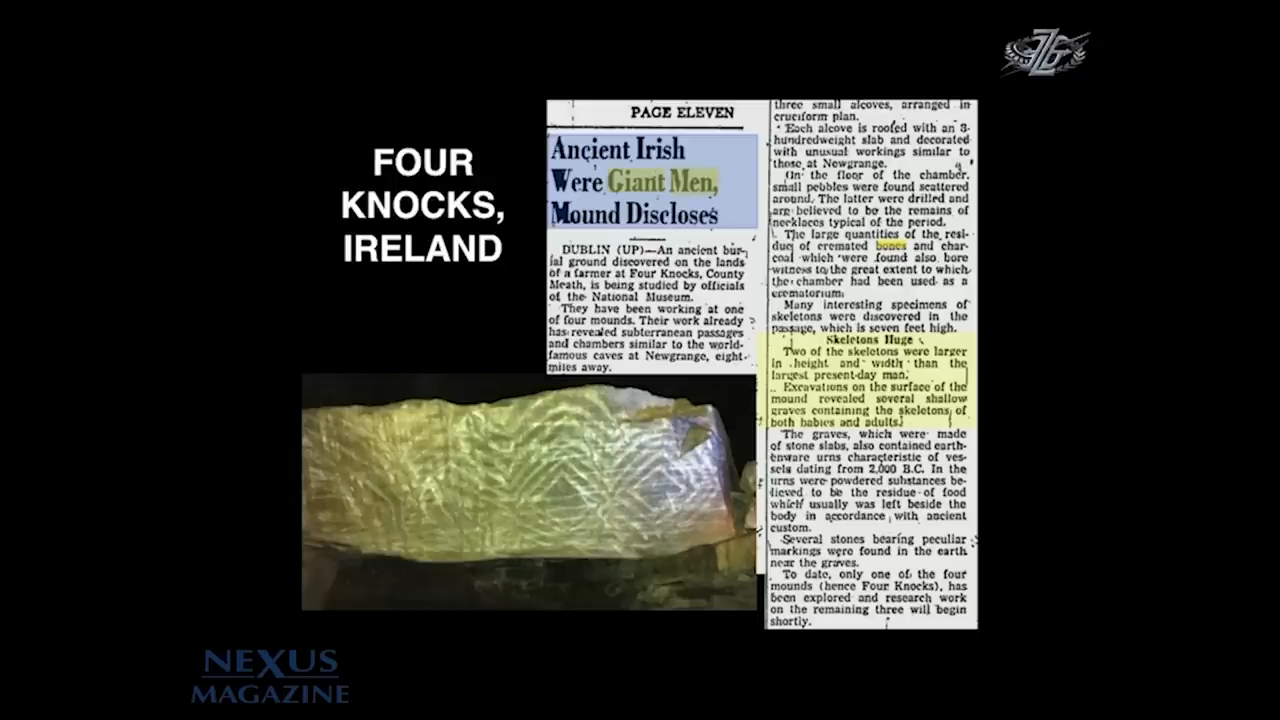 FOUR
KNOCKS,
IRELAND
PAGE ELEVEN
Ancient Irish
Were Giant Men,
Mound Discloses
DUBLIN (UP)—An ancient bur-
ial ground discovered on the lands
of a farmer at Four Knocks, County
Meath, is being studied by officials
of the National Museum.
They have been working at one
of four mounds. Their work already
has revealed subterranean passages
and chambers similar to the world-
famous caves at Newgrange, eight
miles away.
three small alcoves, arranged in
cruciform plan.
Each alcove is roofed with an 8-
hundredweight slab and decorated
with unusual workings similar to
those at Newgrange.
On the floor of the chamber,
small pebbles were found scattered
around. The latter were drilled and
are believed to be the remains of
necklaces typical of the period.
The large quantities of the resi-
due of cremated bones and char-
coal which were found also bore
witness to the great extent to which
the chamber had been used as a
crematorium.
Many interesting specimens of
skeletons were discovered in the
passage, which is seven feet high.
Skeletons Huge
Two of the skeletons were larger
in height and width than the
largest present-day man.
Excavations on the surface of the
mound revealed several shallow
graves containing the skeletons of
both babies and adults.
The graves, which were made
of stone slabs, also contained earth-
enware urns characteristic of ves-
sels dating from 2,000 B.C. In the
urns were powdered substances be-
lieved to be the residue of food
which usually was left beside the
body in accordance with ancient
custom.
Several stones bearing peculiar
markings were found in the earth
near the graves.
To date, only one of the four
mounds (hence Four Knocks), has
been explored and research work
on the remaining three will begin
shortly.
NEXUS
MAGAZINE